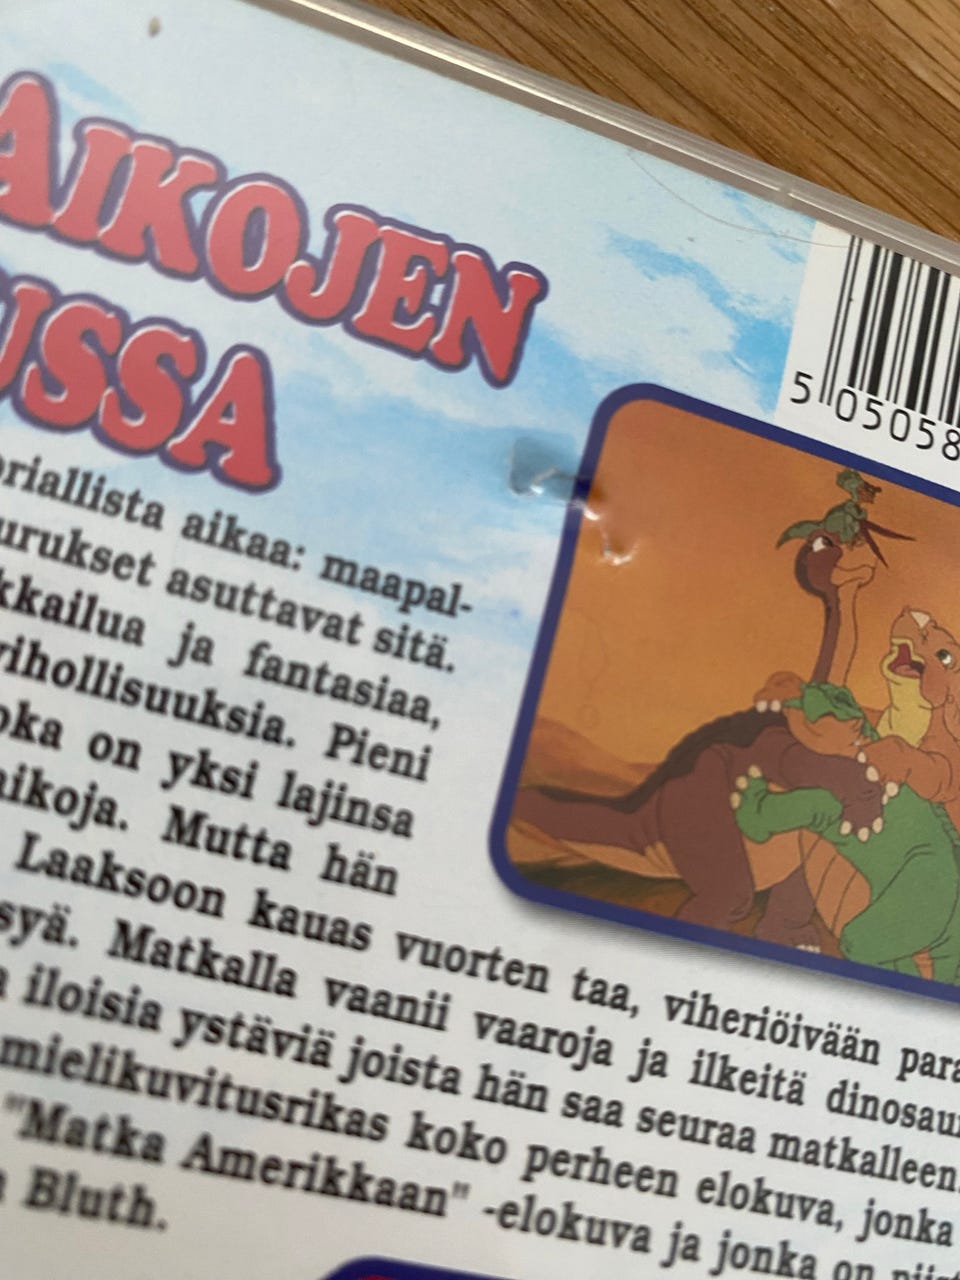 AIKOJEN
USSA
5 05058
oriallista aikaa: maapal-
urukset asuttavat sitä.
kkailua ja fantasiaa,
vihollisuuksia. Pieni
oka on yksi lajinsa
aikoja. Mutta hän
Laaksoon kauas vuorten taa, viheriöivään para
syä. Matkalla vaanii vaaroja ja ilkeitä dinosaur
iloisia ystäviä joista hän saa seuraa matkalleen.
mielikuvitusrikas koko perheen elokuva, jonka
"Matka Amerikkaan" -elokuva ja jonka on
Bluth.